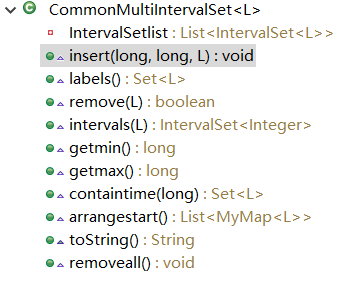 CommonMultiIntervalSet<L>
IntervalSetlist : List<IntervalSet<L>>
insert(long, long, L) : void
labels() : Set<L>
remove(L) : boolean
intervals(L) : IntervalSet<Integer>
getmin() : long
getmax() : long
containtime(long) : Set<L>
arrangestart() : List<MyMap<L>>
toString() : String
removeall() : void